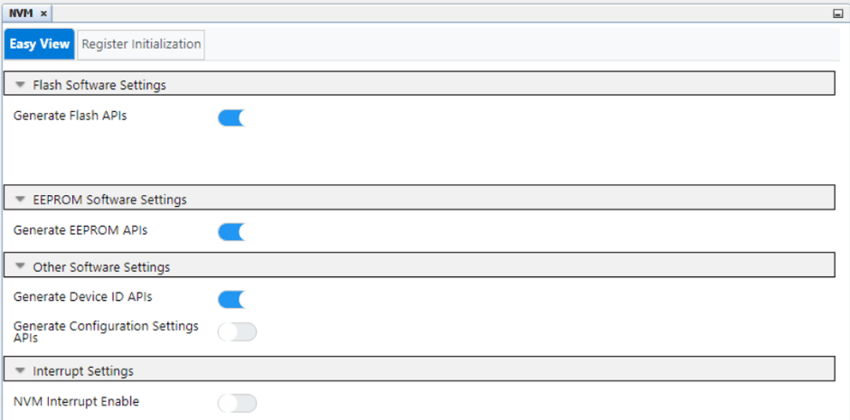 NVM ×
Easy View
Register Initialization
Flash Software Settings
Generate Flash APIs
EEPROM Software Settings
Generate EEPROM APIs
Other Software Settings
Generate Device ID APIs
Generate Configuration Settings
APIs
Interrupt Settings
NVM Interrupt Enable